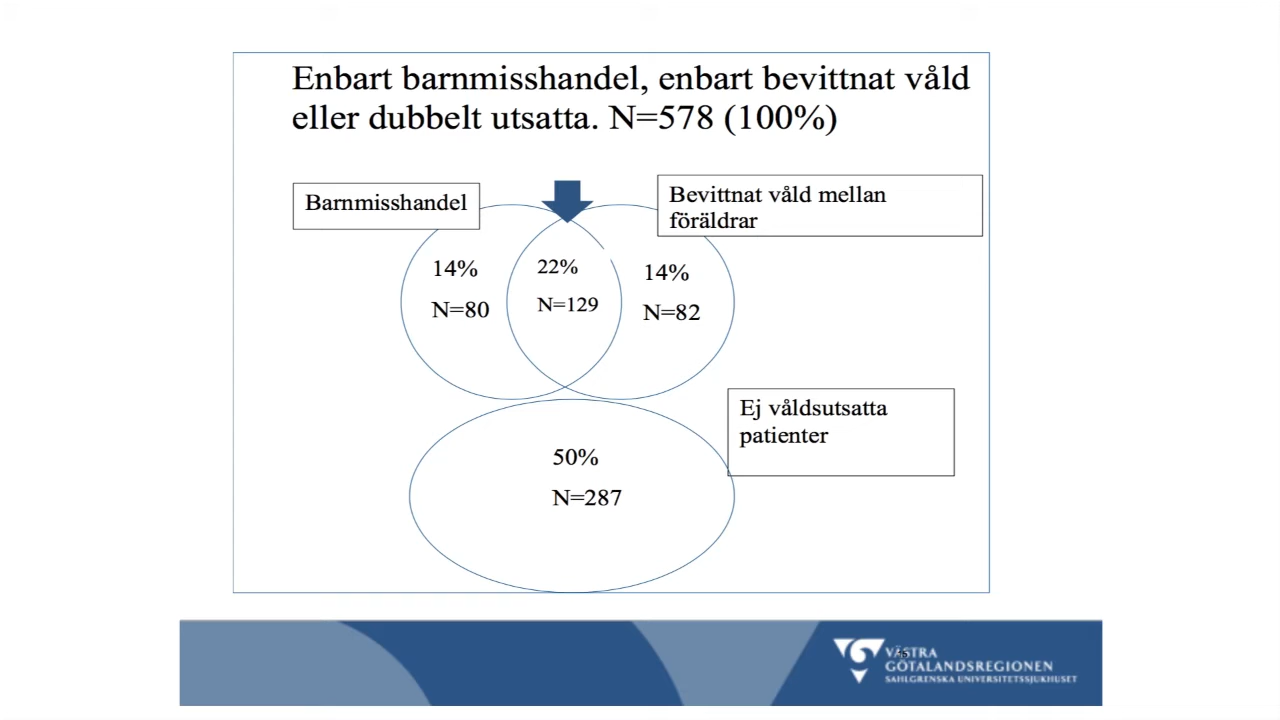 Enbart barnmisshandel, enbart bevittnat våld
eller dubbelt utsatta. N=578 (100%)
Barnmisshandel
Bevittnat våld mellan
föräldrar
14%
N=80
22%
N=129
14%
N=82
Ej våldsutsatta
patienter
50%
N=287
VÄSTRA
GÖTALANDSREGIONEN
SAHLGRENSKA UNIVERSITETSSJUKHUSET